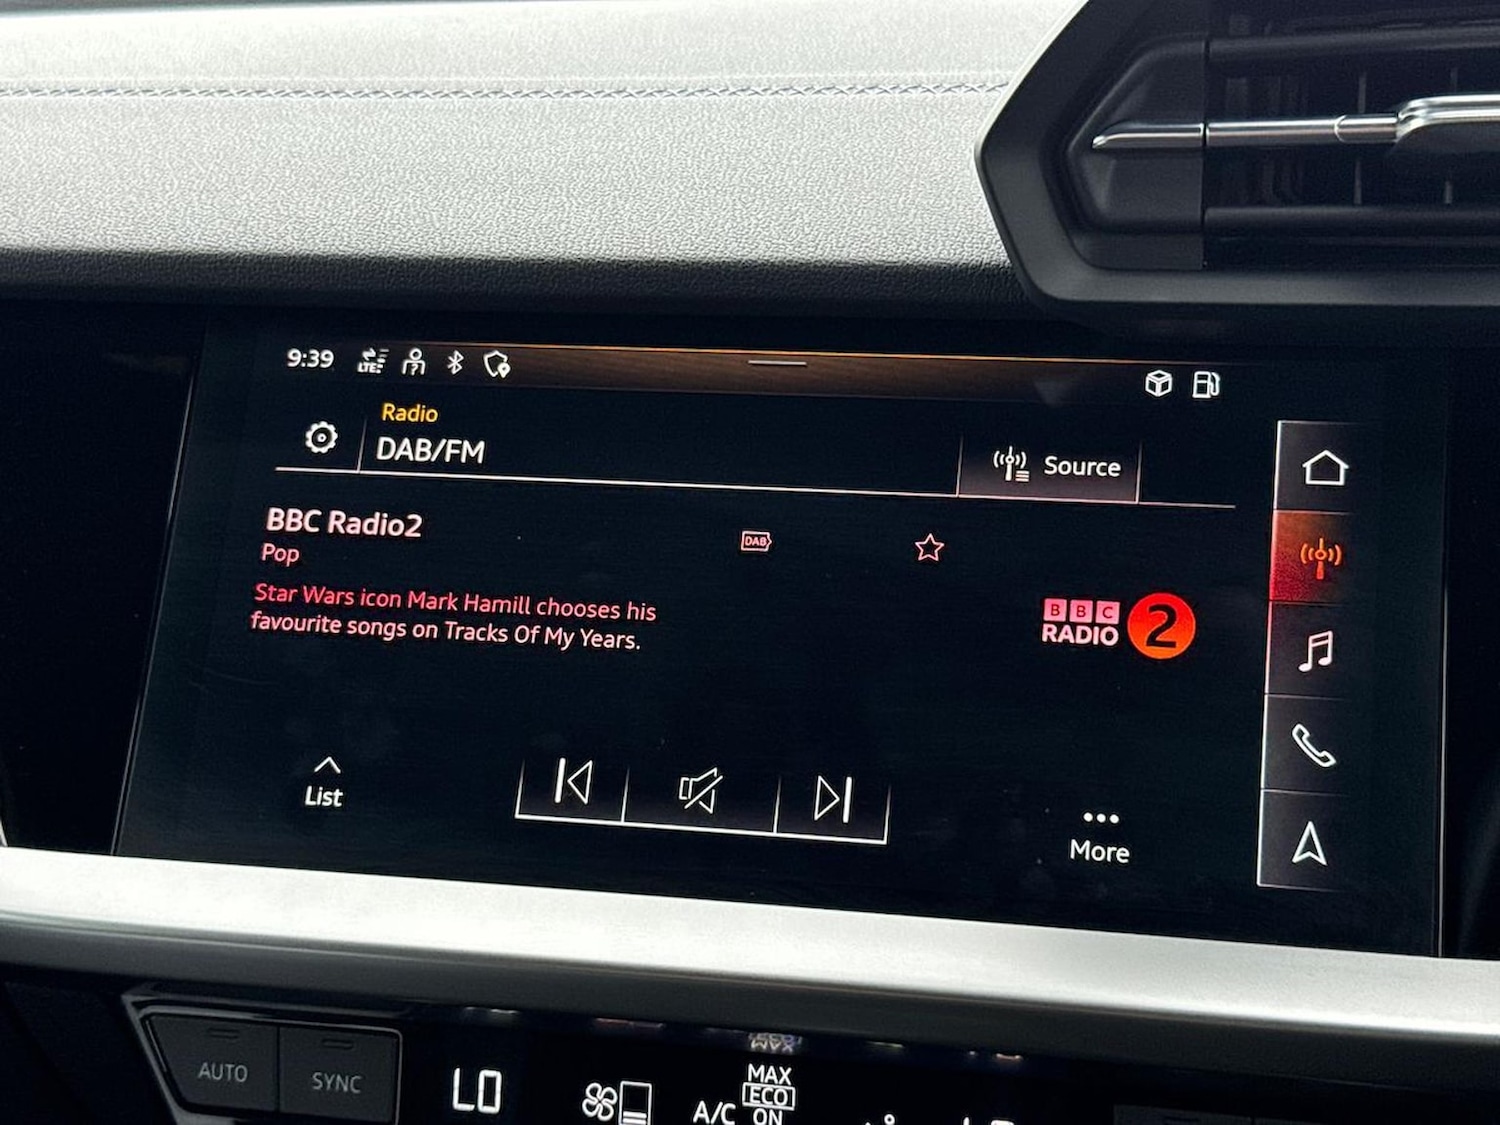 9:39
LTE
Radio
DAB/FM
Source
BBC Radio2
Pop
DAB
Star Wars icon Mark Hamill chooses his
favourite songs on Tracks Of My Years.
BBC
RADIO 2
List
More
AUTO
SYNC
LO
A/C
MAX
ECO
ON